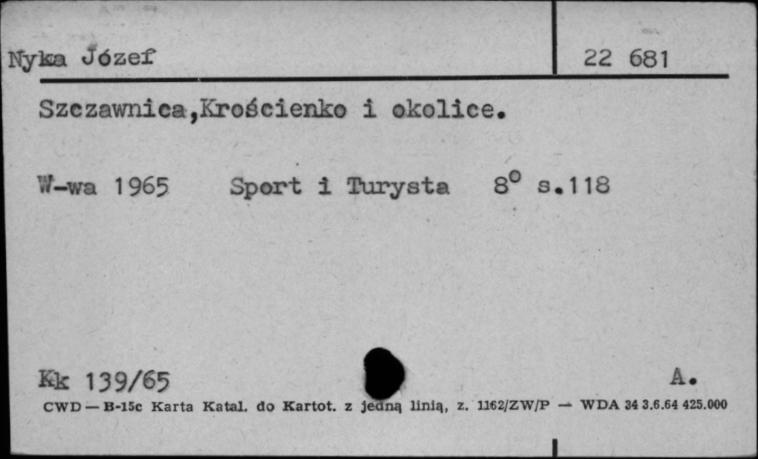 Nyka Józef 22 681
Szczawnica,Krościenko i okolice.
W-wa 1965 Sport i Turysta 8° s.118
Kk 139/65 A.
CWD — B-15c Karta Katal. do Kartot. z jedną linią, z. 1162/ZW/P — WDA 34 3.6.64 425.000